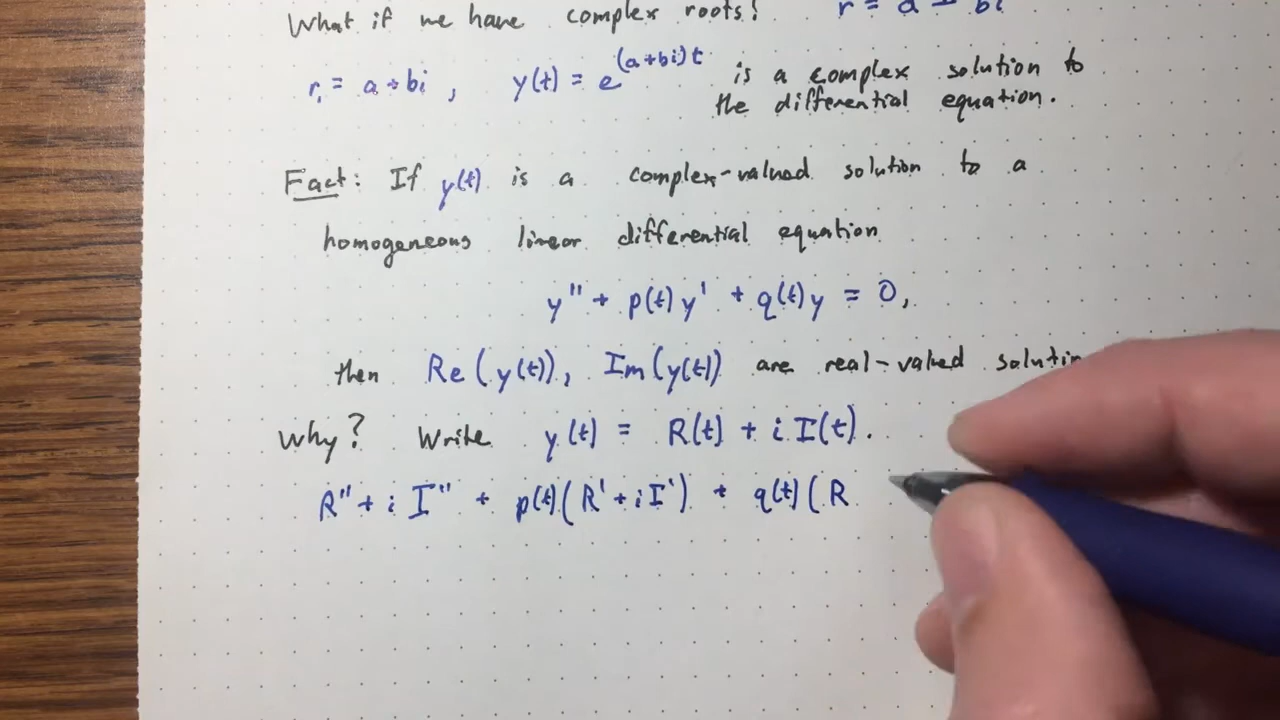 What if we have complex roots? r = a ± bi
r₁ = a + bi , y(t) = e^(a+bi)t is a complex solution to
the differential equation.
Fact: If y(t) is a complex-valued solution to a
homogeneous linear differential equation
y" + p(t) y' + q(t) y = 0,
then Re(y(t)), Im(y(t)) are real-valued
Why? Write y(t) = R(t) + i I(t).
R" + i I" + p(t)(R' + i I') + q(t)(R